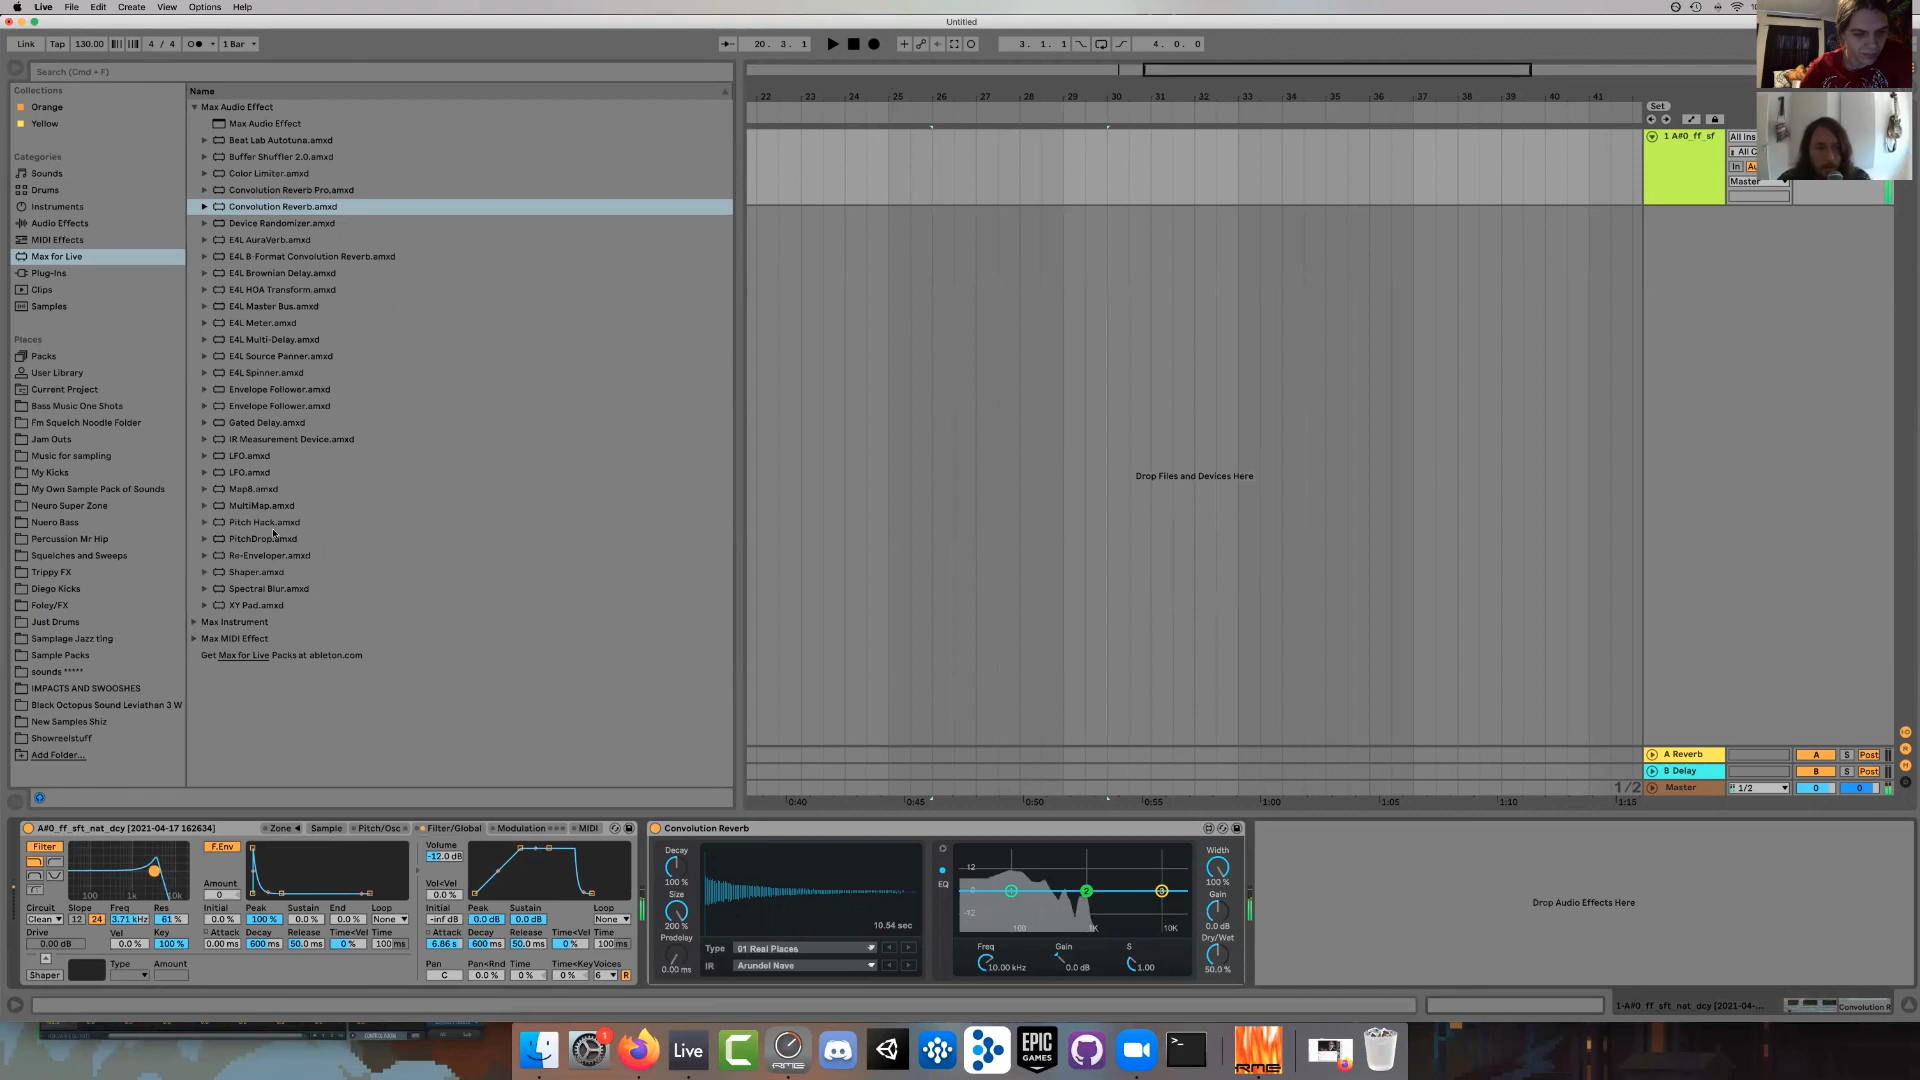 Live File Edit Create View Options Help
Untitled
Link Tap 130.00 4 / 4 1 Bar 20. 3. 1 3. 1. 1 4. 0. 0
Search (Cmd + F)
Collections
Orange
Yellow
Categories
Sounds
Drums
Instruments
Audio Effects
MIDI Effects
Max for Live
Plug-Ins
Clips
Samples
Places
Packs
User Library
Current Project
Bass Music One Shots
Fm Squelch Noodle Folder
Jam Outs
Music for sampling
My Kicks
My Own Sample Pack of Sounds
Neuro Super Zone
Nuero Bass
Percussion Mr Hip
Squelches and Sweeps
Trippy FX
Diego Kicks
Foley/FX
Just Drums
Samplage Jazz ting
Sample Packs
sounds *****
IMPACTS AND SWOOSHES
Black Octopus Sound Leviathan 3 W
New Samples Shiz
Showreelstuff
Add Folder...
Name
Max Audio Effect
Max Audio Effect
Beat Lab Autotuna.amxd
Buffer Shuffler 2.0.amxd
Color Limiter.amxd
Convolution Reverb Pro.amxd
Convolution Reverb.amxd
Device Randomizer.amxd
E4L AuraVerb.amxd
E4L B-Format Convolution Reverb.amxd
E4L Brownian Delay.amxd
E4L HOA Transform.amxd
E4L Master Bus.amxd
E4L Meter.amxd
E4L Multi-Delay.amxd
E4L Source Panner.amxd
E4L Spinner.amxd
Envelope Follower.amxd
Envelope Follower.amxd
Gated Delay.amxd
IR Measurement Device.amxd
LFO.amxd
LFO.amxd
Map8.amxd
MultiMap.amxd
Pitch Hack.amxd
PitchDrop.amxd
Re-Enveloper.amxd
Shaper.amxd
Spectral Blur.amxd
XY Pad.amxd
Max Instrument
Max MIDI Effect
Get Max for Live Packs at ableton.com
22 23 24 25 26 27 28 29 30 31 32 33 34 35 36 37 38 39 40 41
Set
1 A#0_ff_sf
All Ins
All C
In Au
Master
Drop Files and Devices Here
A Reverb A S Post
B Delay B S Post
1/2 Master 1/2 0 0
0:40 0:45 0:50 0:55 1:00 1:05 1:10 1:15
A#0_ff_sft_nat_dcy [2021-04-17 162634] Zone Sample Pitch/Osc Filter/Global Modulation MIDI
Filter F.Env Volume
-12.0 dB
100 1k 10k
Amount Vol<Vel
0 0.0 %
Circuit Slope Freq Res Initial Peak Sustain End Loop Initial Peak Sustain Loop
Clean 12 24 3.71 kHz 61 % 0.0 % 100 % 0.0 % 0.0 % None -inf dB 0.0 dB 0.0 dB None
Drive Vel Key Attack Decay Release Time<Vel Time Attack Decay Release Time<Vel Time
0.00 dB 0.0 % 100 % 0.00 ms 600 ms 50.0 ms 0 % 100 ms 6.86 s 600 ms 50.0 ms 0 % 100 ms
Type Amount Pan Pan<Rnd Time Time<Key Voices
Shaper C 0.0 % 0 % 0 % 6 R
Convolution Reverb
Decay
100 %
Size
200 %
Predelay
0.00 ms
10.54 sec
Type 01 Real Places
IR Arundel Nave
EQ
12
0
-12
1 2 3
100 1K 10K
Freq Gain S
10.00 kHz 0.0 dB 1.00
Width
100 %
Gain
0.0 dB
Dry/Wet
50.0 %
Drop Audio Effects Here
1-A#0_ff_sft_nat_dcy [2021-04-... Convolution R
1
Live
EPIC
GAMES
RME